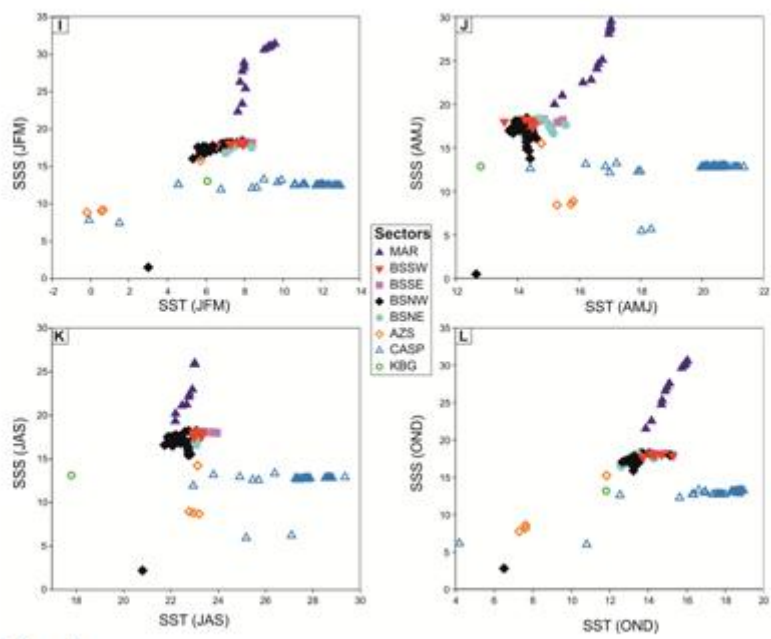 I
SSS (JFM)
35
30
25
20
15
10
5
0
-2 0 2 4 6 8 10 12 14
SST (JFM)
J
SSS (AMJ)
30
25
20
15
10
5
0
12 14 16 18 20 22
SST (AMJ)
Sectors
MAR
BSSW
BSSE
BSNW
BSNE
AZS
CASP
KBG
K
SSS (JAS)
30
25
20
15
10
5
0
18 20 22 24 26 28 30
SST (JAS)
L
SSS (OND)
35
30
25
20
15
10
5
0
4 6 8 10 12 14 16 18 20
SST (OND)